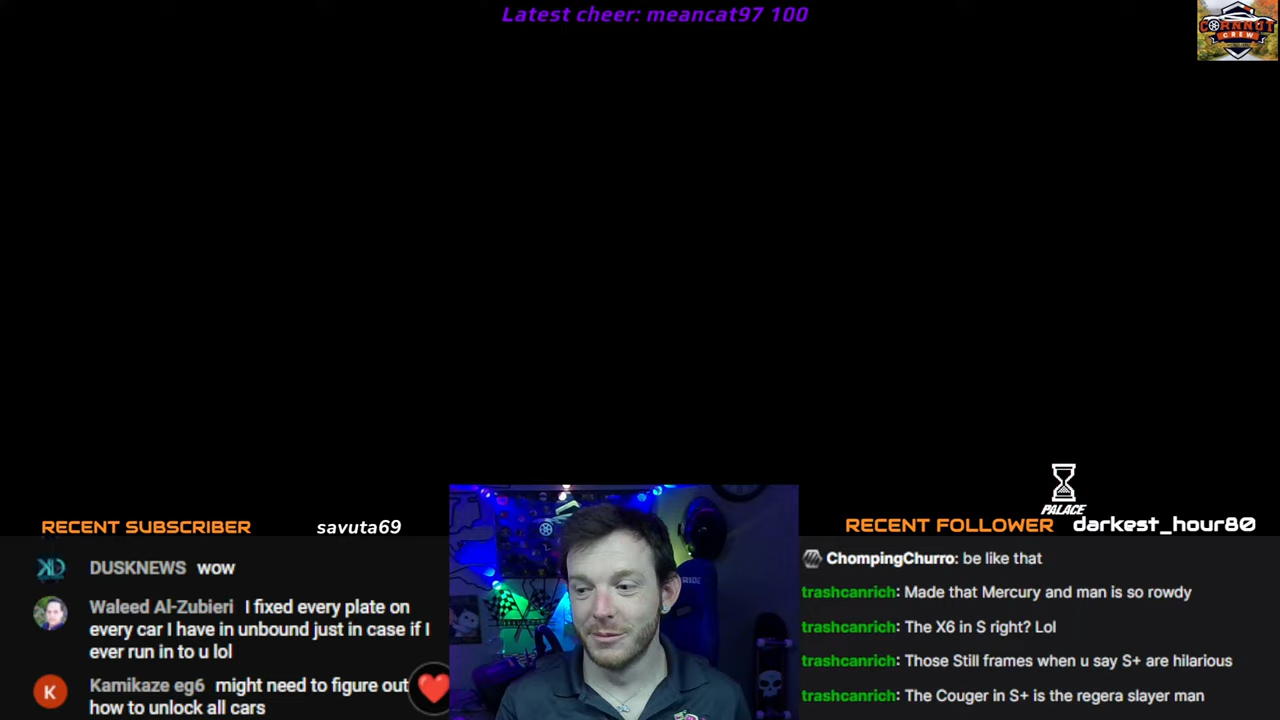 Latest cheer: meancat97 100
CORNNUT
CREW
PALACE
RECENT SUBSCRIBER savuta69
RECENT FOLLOWER darkest_hour80
DUSKNEWS wow
Waleed Al-Zubieri I fixed every plate on
every car I have in unbound just in case if I
ever run in to u lol
K Kamikaze eg6 might need to figure out
how to unlock all cars
RIDE
ChompingChurro: be like that
trashcanrich: Made that Mercury and man is so rowdy
trashcanrich: The X6 in S right? Lol
trashcanrich: Those Still frames when u say S+ are hilarious
trashcanrich: The Couger in S+ is the regera slayer man